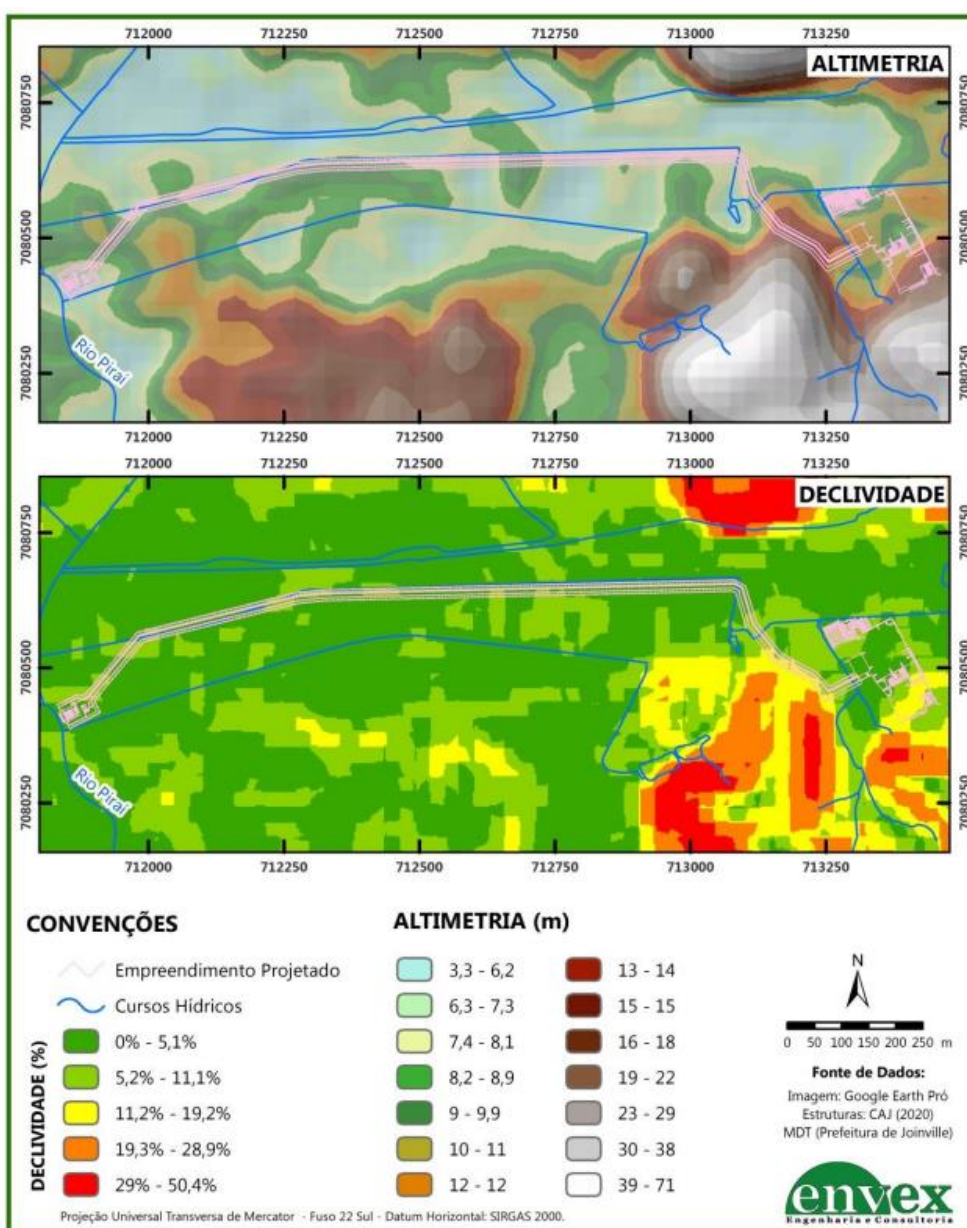 712000 712250 712500 712750 713000 713250
ALTIMETRIA
7080750 7080750
7080500 7080500
7080250 7080250
Rio Piraí
712000 712250 712500 712750 713000 713250
712000 712250 712500 712750 713000 713250
DECLIVIDADE
7080750 7080750
7080500 7080500
7080250 7080250
Rio Piraí
712000 712250 712500 712750 713000 713250
CONVENÇÕES
Empreendimento Projetado
Cursos Hídricos
DECLIVIDADE (%)
0% - 5,1%
5,2% - 11,1%
11,2% - 19,2%
19,3% - 28,9%
29% - 50,4%
ALTIMETRIA (m)
3,3 - 6,2
6,3 - 7,3
7,4 - 8,1
8,2 - 8,9
9 - 9,9
10 - 11
12 - 12
13 - 14
15 - 15
16 - 18
19 - 22
23 - 29
30 - 38
39 - 71
N
0 50 100 150 200 250 m
Fonte de Dados:
Imagem: Google Earth Pró
Estruturas: CAJ (2020)
MDT (Prefeitura de Joinville)
envex
Engenharia e Consultoria
Projeção Universal Transversa de Mercator - Fuso 22 Sul - Datum Horizontal: SIRGAS 2000.